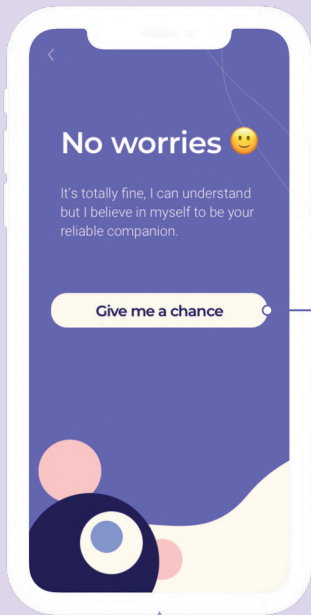 No worries 🙂
It's totally fine, I can understand
but I believe in myself to be your
reliable companion.
Give me a chance